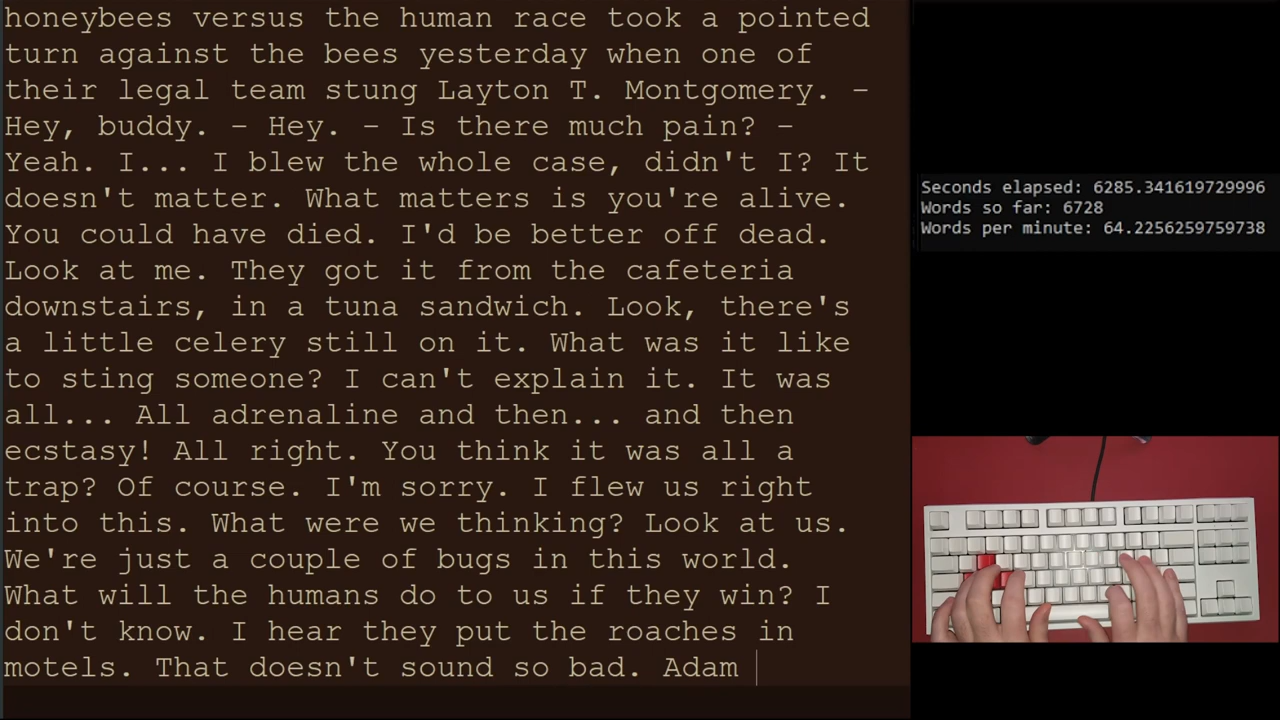 honeybees versus the human race took a pointed
turn against the bees yesterday when one of
their legal team stung Layton T. Montgomery. -
Hey, buddy. - Hey. - Is there much pain? -
Yeah. I... I blew the whole case, didn't I? It
doesn't matter. What matters is you're alive.
You could have died. I'd be better off dead.
Look at me. They got it from the cafeteria
downstairs, in a tuna sandwich. Look, there's
a little celery still on it. What was it like
to sting someone? I can't explain it. It was
all... All adrenaline and then... and then
ecstasy! All right. You think it was all a
trap? Of course. I'm sorry. I flew us right
into this. What were we thinking? Look at us.
We're just a couple of bugs in this world.
What will the humans do to us if they win? I
don't know. I hear they put the roaches in
motels. That doesn't sound so bad. Adam
Seconds elapsed: 6285.341619729996
Words so far: 6728
Words per minute: 64.2256259759738